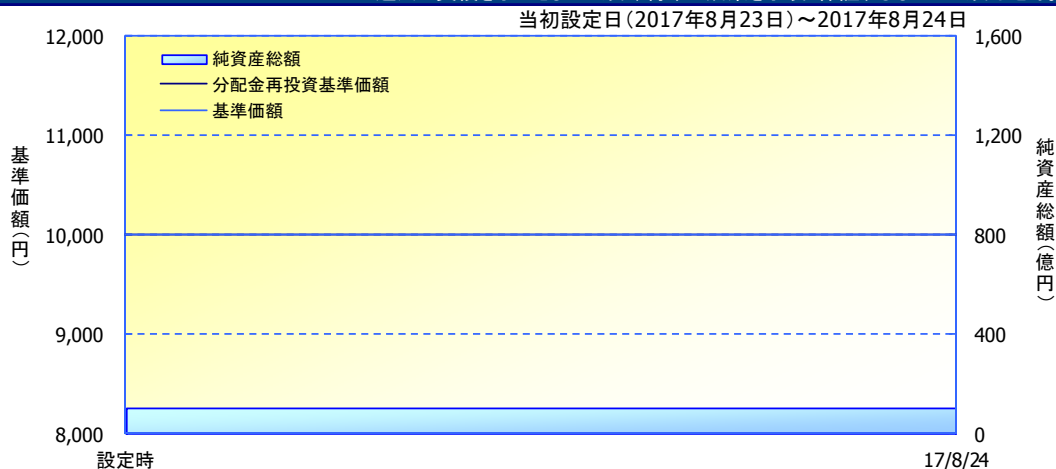 当初設定日(2017年8月23日)~2017年8月24日
12,000
11,000
10,000
9,000
8,000
基準価額(円)
純資産総額
分配金再投資基準価額
基準価額
1,600
1,200
800
400
0
純資産総額(億円)
設定時
17/8/24